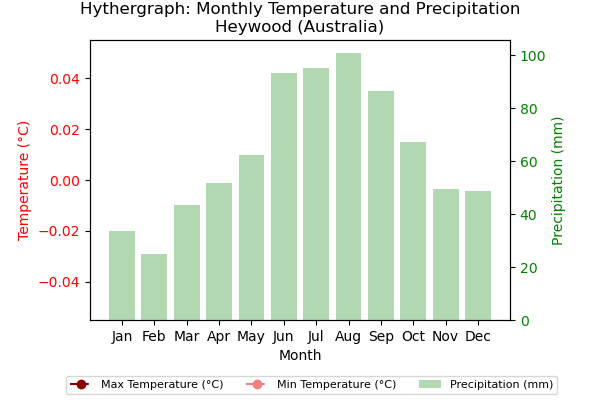 Hythergraph: Monthly Temperature and Precipitation
Heywood (Australia)
0.04
0.02
0.00
−0.02
−0.04
Temperature (°C)
100
80
60
40
20
0
Precipitation (mm)
Jan Feb Mar Apr May Jun Jul Aug Sep Oct Nov Dec
Month
Max Temperature (°C) Min Temperature (°C) Precipitation (mm)